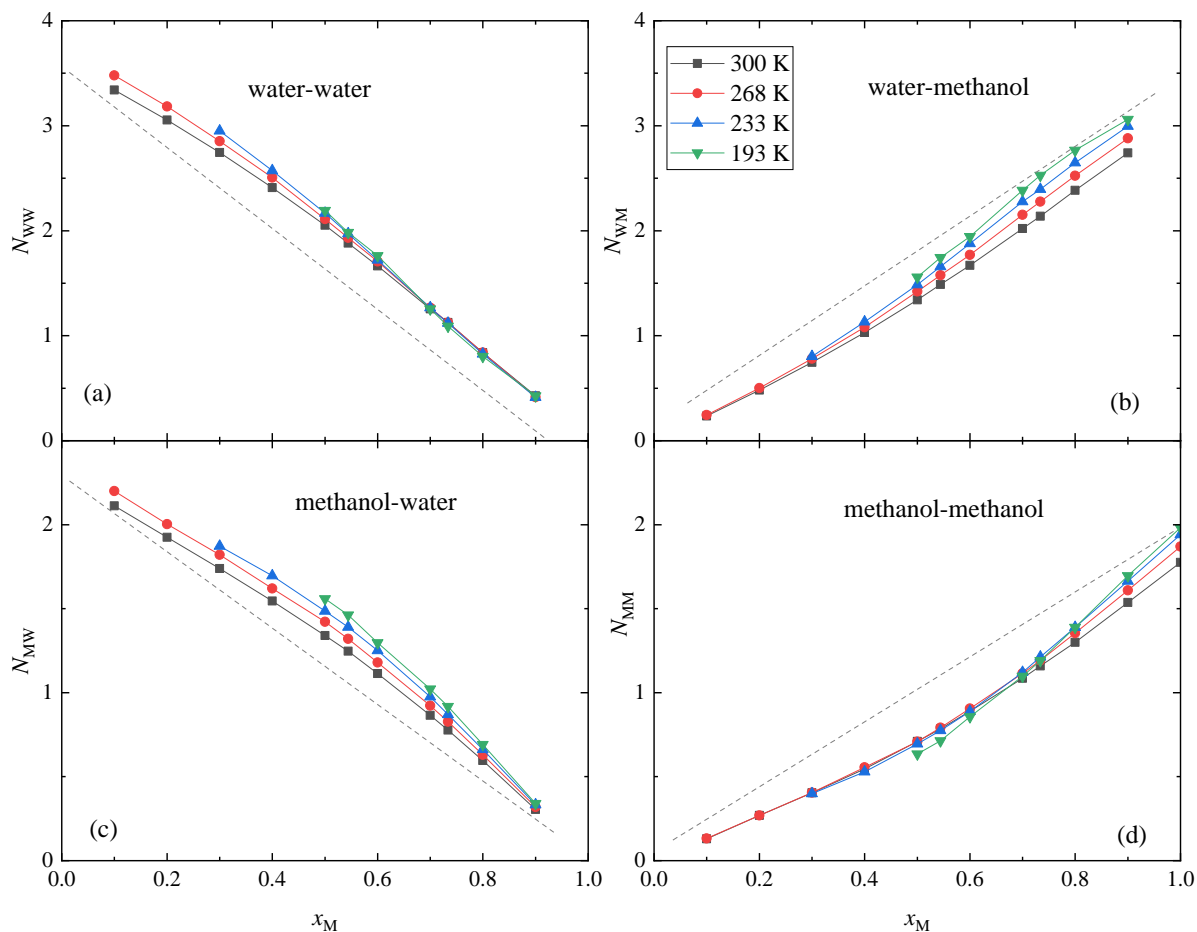 4
3
2
1
0
N_WW
water-water
(a)
4
3
2
1
0
N_WM
300 K
268 K
233 K
193 K
water-methanol
(b)
2
1
0
N_MW
methanol-water
(c)
0.0 0.2 0.4 0.6 0.8 1.0
x_M
2
1
0
N_MM
methanol-methanol
(d)
0.0 0.2 0.4 0.6 0.8 1.0
x_M